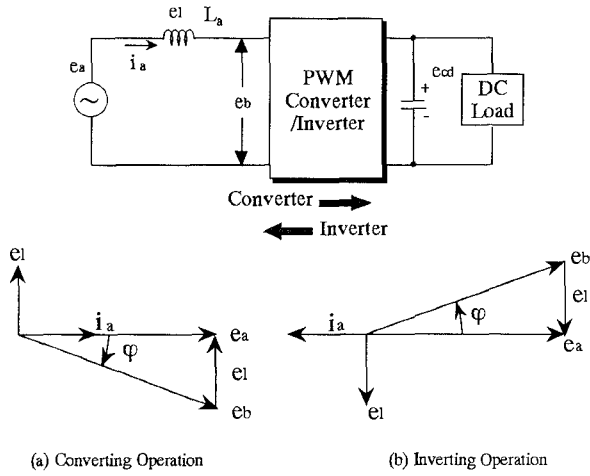 el
La
ia
ea
eb
PWM
Converter
/Inverter
+
ecd
-
DC
Load
Converter
Inverter
el
ia
φ
ea
el
eb
eb
el
φ
ia
ea
el
(a) Converting Operation
(b) Inverting Operation